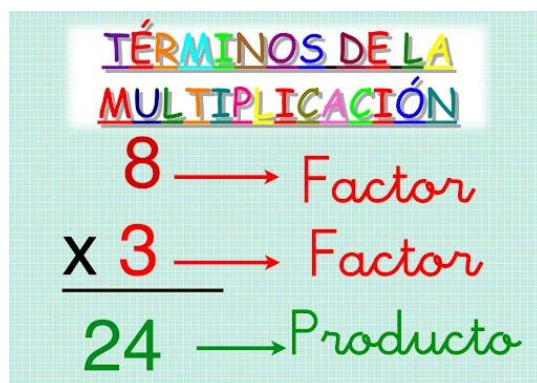 TÉRMINOS DE LA
MULTIPLICACIÓN
8 → Factor
x 3 → Factor
24 → Producto